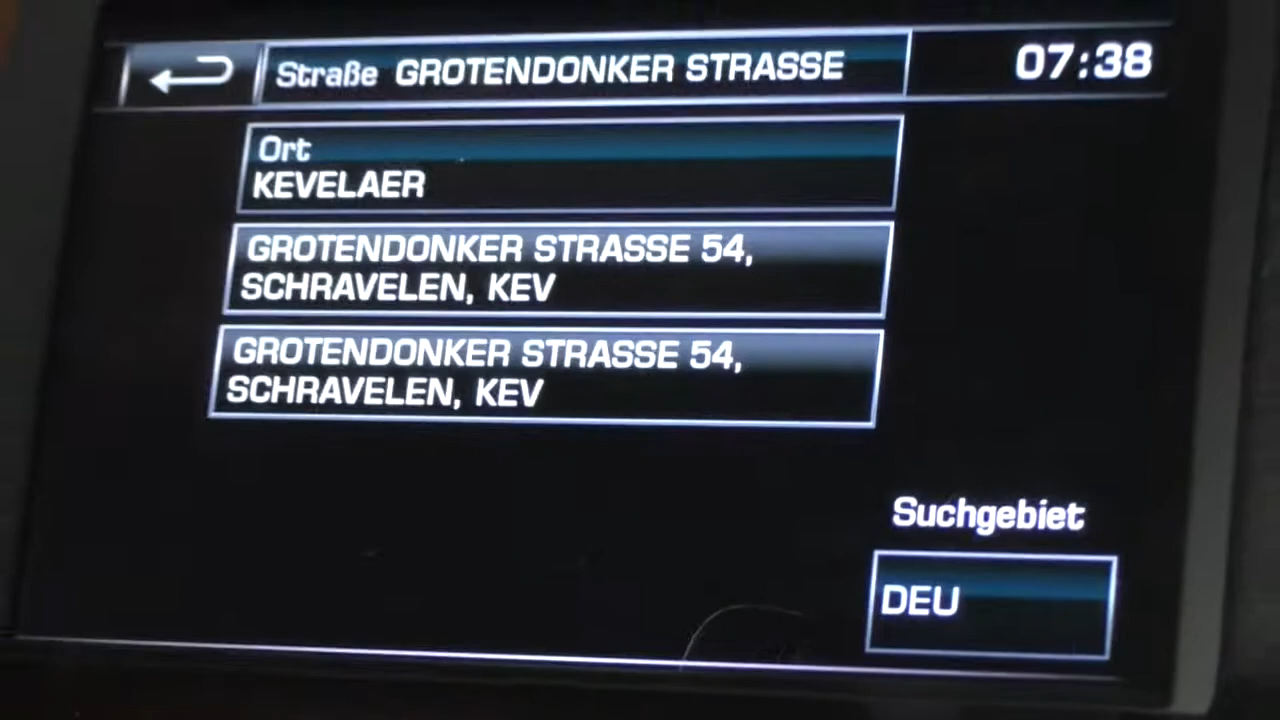 Straße GROTENDONKER STRASSE 07:38
Ort
KEVELAER
GROTENDONKER STRASSE 54,
SCHRAVELEN, KEV
GROTENDONKER STRASSE 54,
SCHRAVELEN, KEV
Suchgebiet
DEU